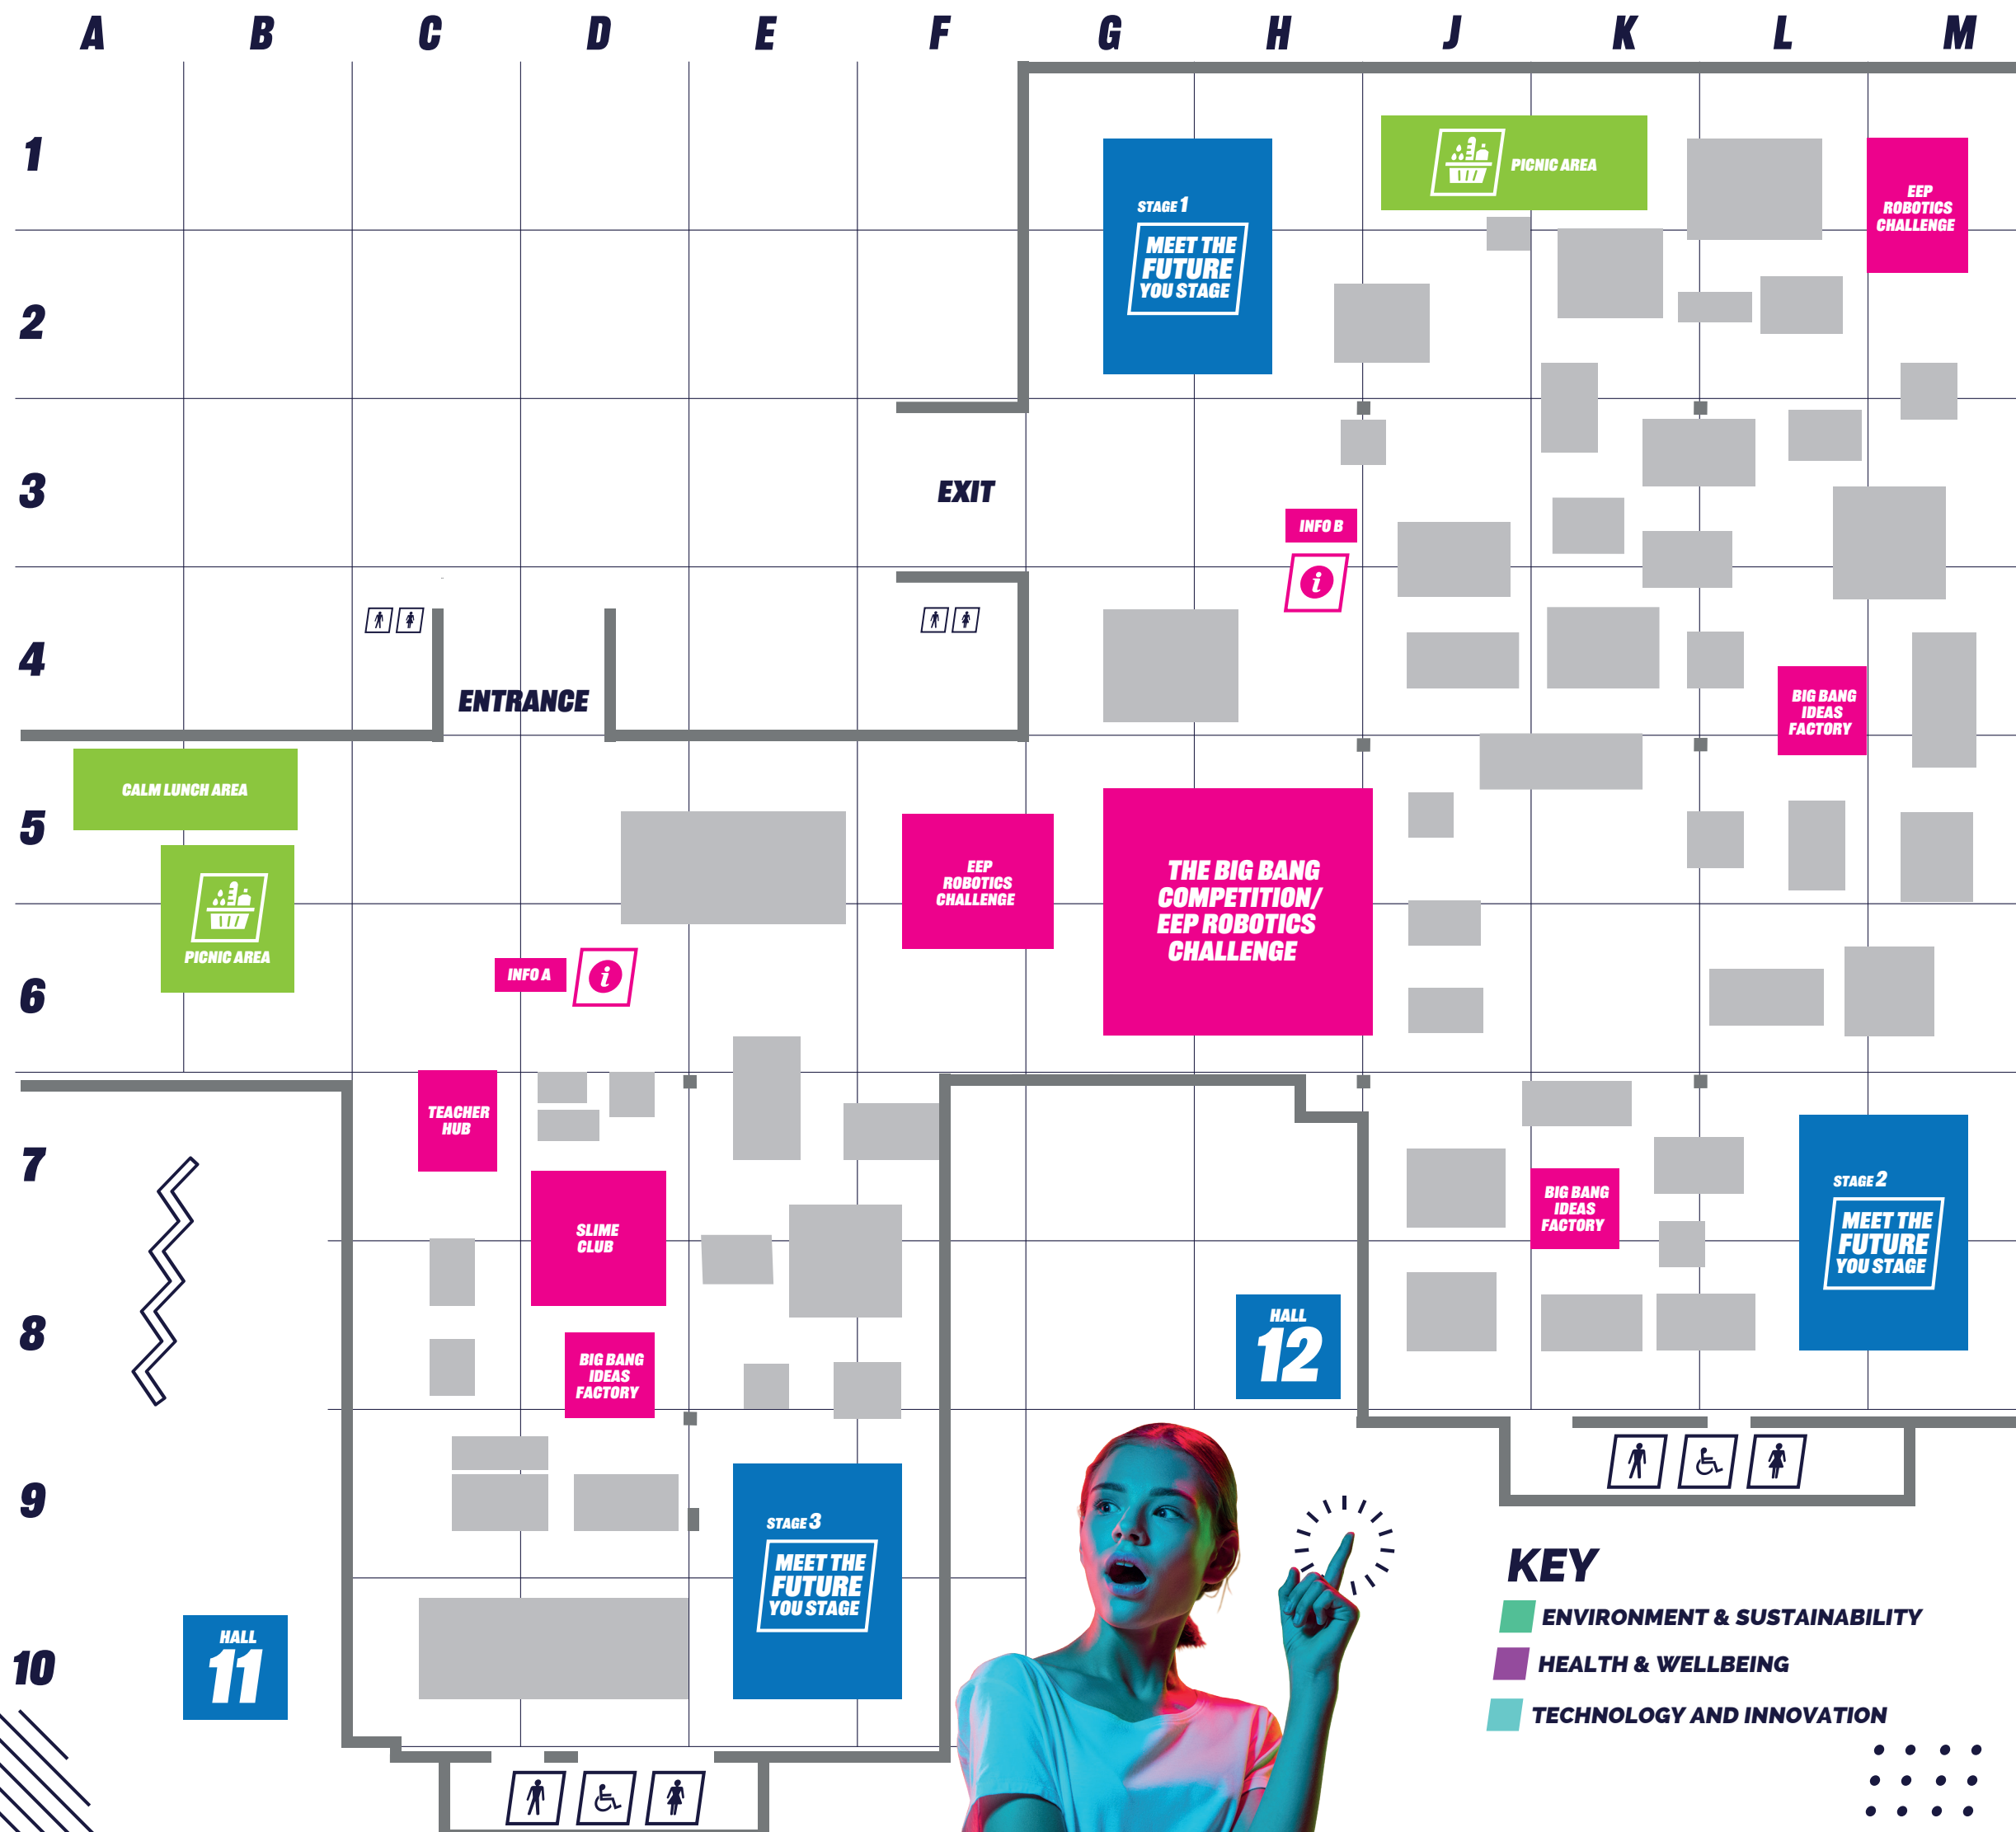 A B C D E F G H J K L M
1
PICNIC AREA
EEP
ROBOTICS
CHALLENGE
STAGE 1
MEET THE
FUTURE
YOU STAGE
2
3
EXIT
INFO B
i
4
ENTRANCE
BIG BANG
IDEAS
FACTORY
CALM LUNCH AREA
5
EEP
ROBOTICS
CHALLENGE
THE BIG BANG
COMPETITION/
EEP ROBOTICS
CHALLENGE
PICNIC AREA
INFO A
i
6
TEACHER
HUB
7
SLIME
CLUB
BIG BANG
IDEAS
FACTORY
STAGE 2
MEET THE
FUTURE
YOU STAGE
8
BIG BANG
IDEAS
FACTORY
HALL
12
9
STAGE 3
MEET THE
FUTURE
YOU STAGE
10
HALL
11
KEY
ENVIRONMENT & SUSTAINABILITY
HEALTH & WELLBEING
TECHNOLOGY AND INNOVATION